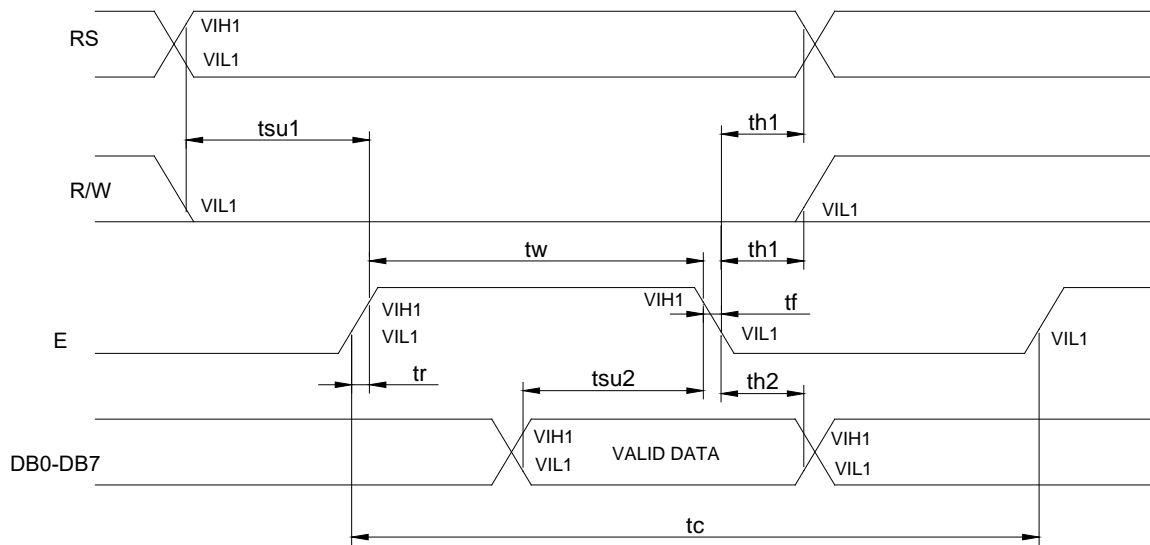 RS
VIH1
VIL1
tsu1
th1
R/W
VIL1
VIL1
tw
th1
E
VIH1
VIL1
VIH1
tf
VIL1
VIL1
tr
tsu2
th2
DB0-DB7
VIH1
VIL1
VALID DATA
VIH1
VIL1
tc